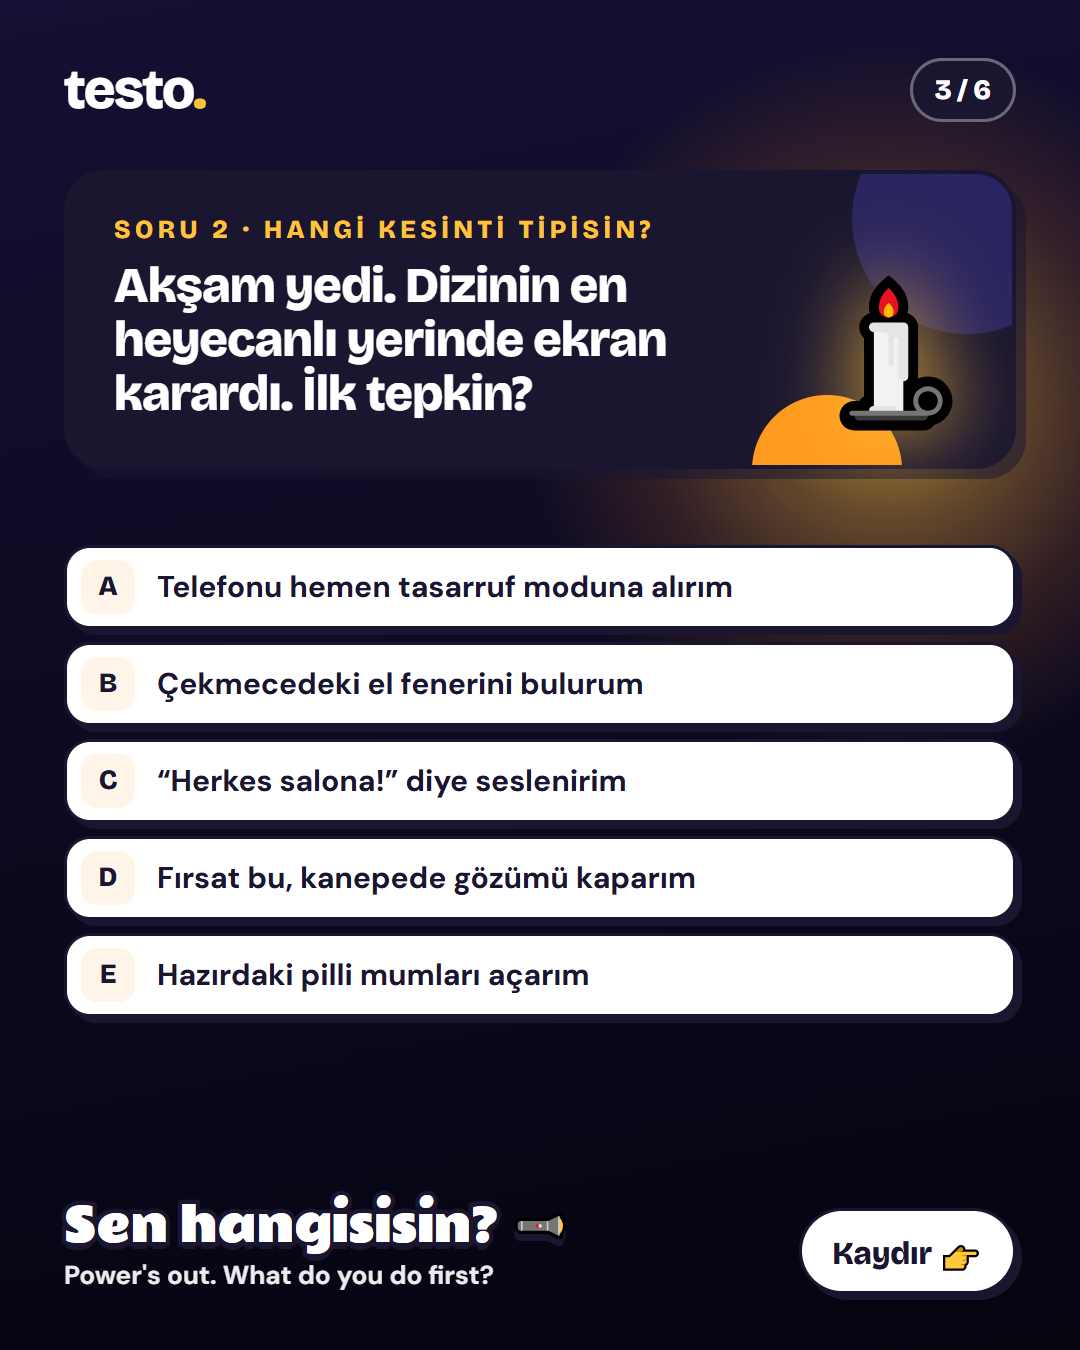 testo.
3 / 6
SORU 2 · HANGİ KESİNTİ TİPİSİN?
Akşam yedi. Dizinin en
heyecanlı yerinde ekran
karardı. İlk tepkin?
A Telefonu hemen tasarruf moduna alırım
B Çekmecedeki el fenerini bulurum
C “Herkes salona!” diye seslenirim
D Fırsat bu, kanepede gözümü kaparım
E Hazırdaki pilli mumları açarım
Sen hangisisin?
Power's out. What do you do first?
Kaydır